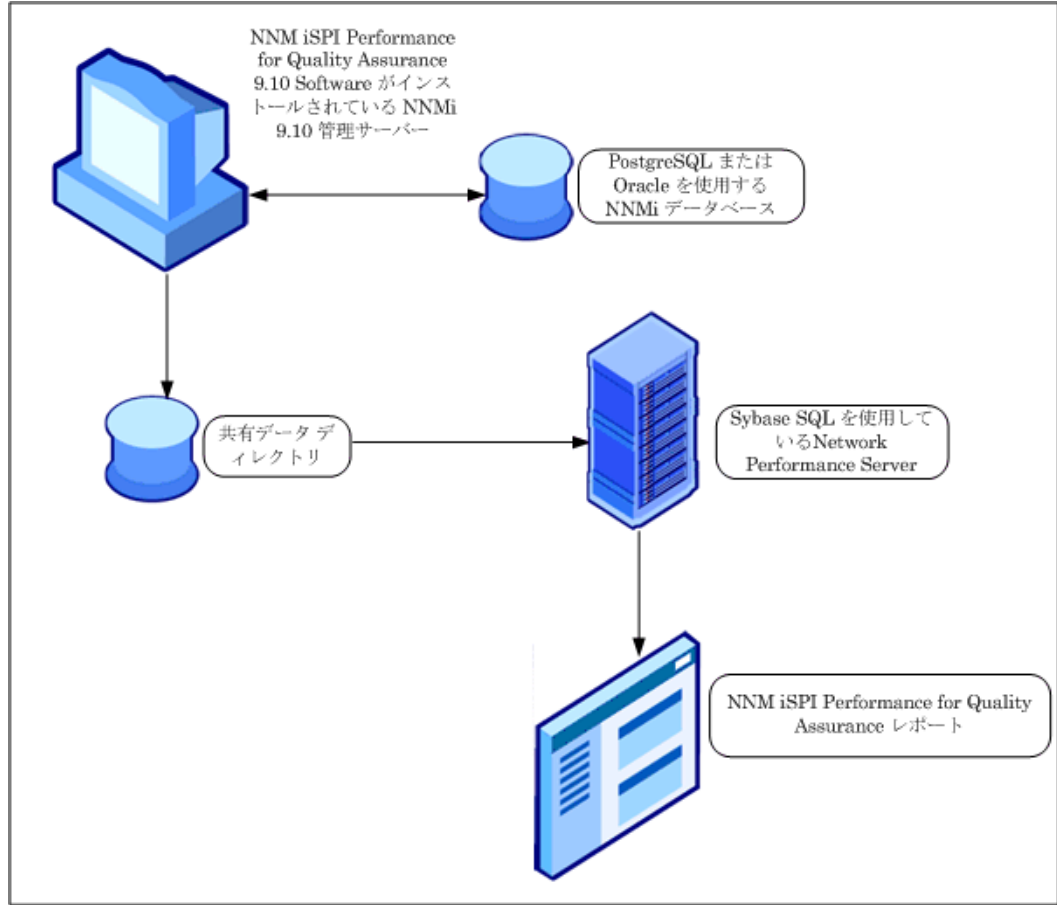 NNM iSPI Performance
for Quality Assurance
9.10 Software がインス
トールされている NNMi
9.10 管理サーバー
PostgreSQL または
Oracle を使用する
NNMi データベース
共有データ デ
ィレクトリ
Sybase SQL を使用して
いるNetwork
Performance Server
NNM iSPI Performance for Quality
Assurance レポート